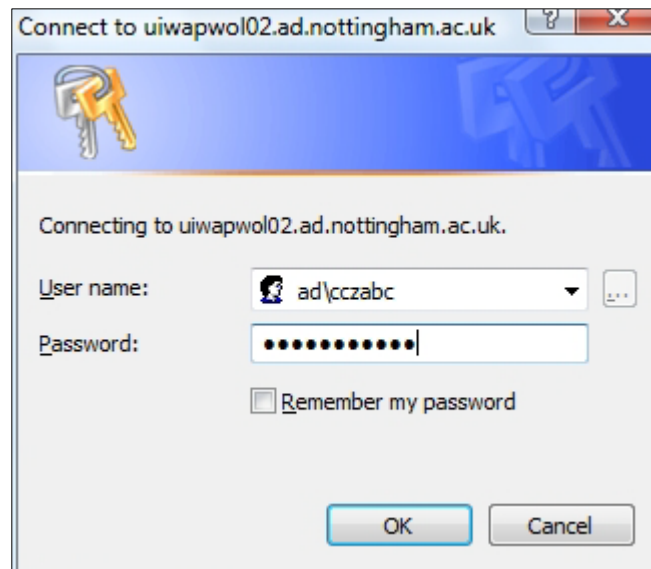 Connect to uiwapwol02.ad.nottingham.ac.uk
Connecting to uiwapwol02.ad.nottingham.ac.uk.
User name: ad\cczabc ...
Password: ●●●●●●●●●●●
Remember my password
OK Cancel